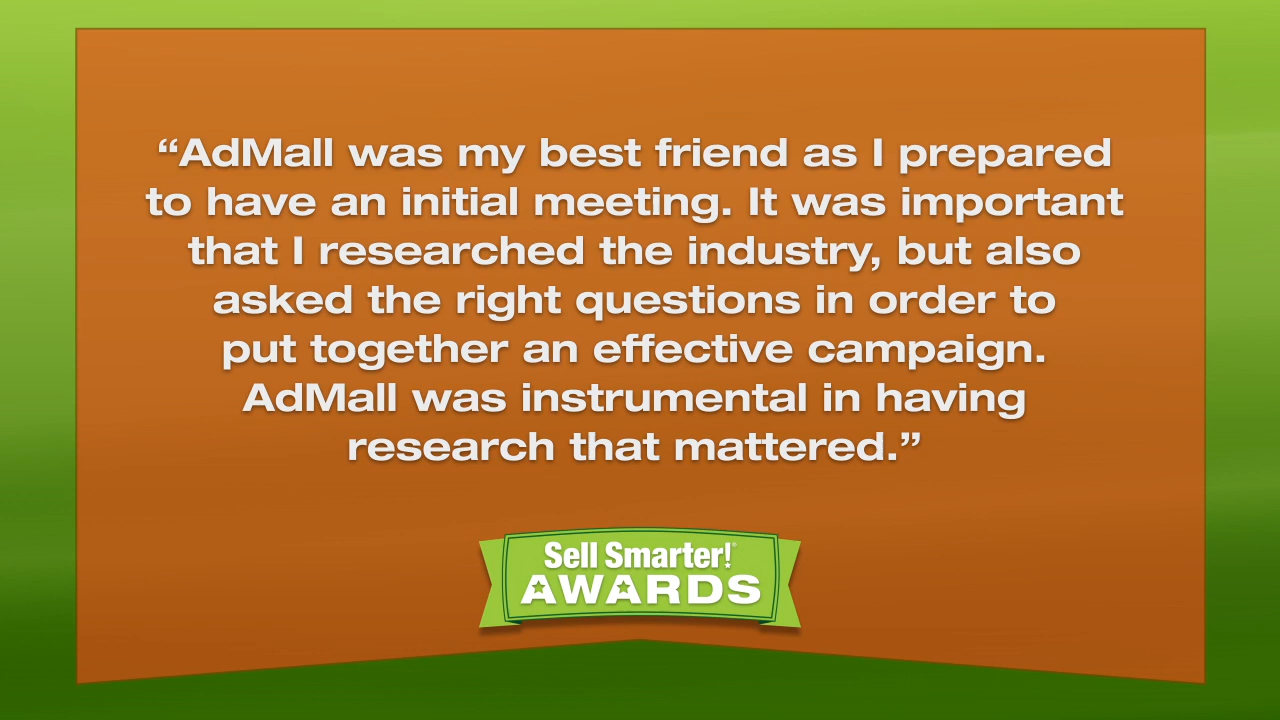 “AdMall was my best friend as I prepared
to have an initial meeting. It was important
that I researched the industry, but also
asked the right questions in order to
put together an effective campaign.
AdMall was instrumental in having
research that mattered.”
Sell Smarter!®
AWARDS